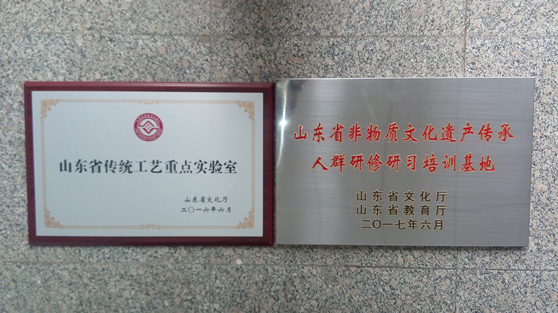 山东省传统工艺重点实验室
山东省文化厅
二〇一六年六月
山东省非物质文化遗产传承
人群研修研习培训基地
山东省文化厅
山东省教育厅
二〇一七年六月